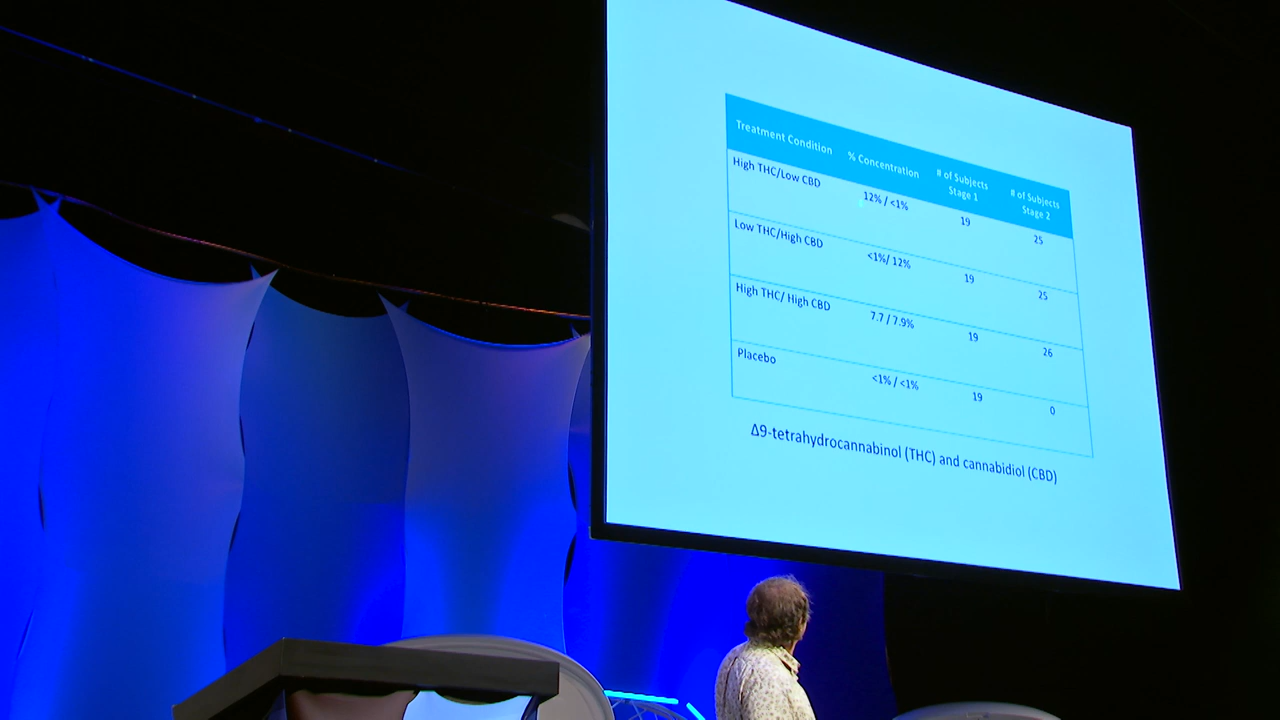 Treatment Condition % Concentration # of Subjects Stage 1 # of Subjects Stage 2
High THC/Low CBD 12% / <1% 19 25
Low THC/High CBD <1%/ 12% 19 25
High THC/ High CBD 7.7 / 7.9% 19 26
Placebo <1% / <1% 19 0
Δ9-tetrahydrocannabinol (THC) and cannabidiol (CBD)